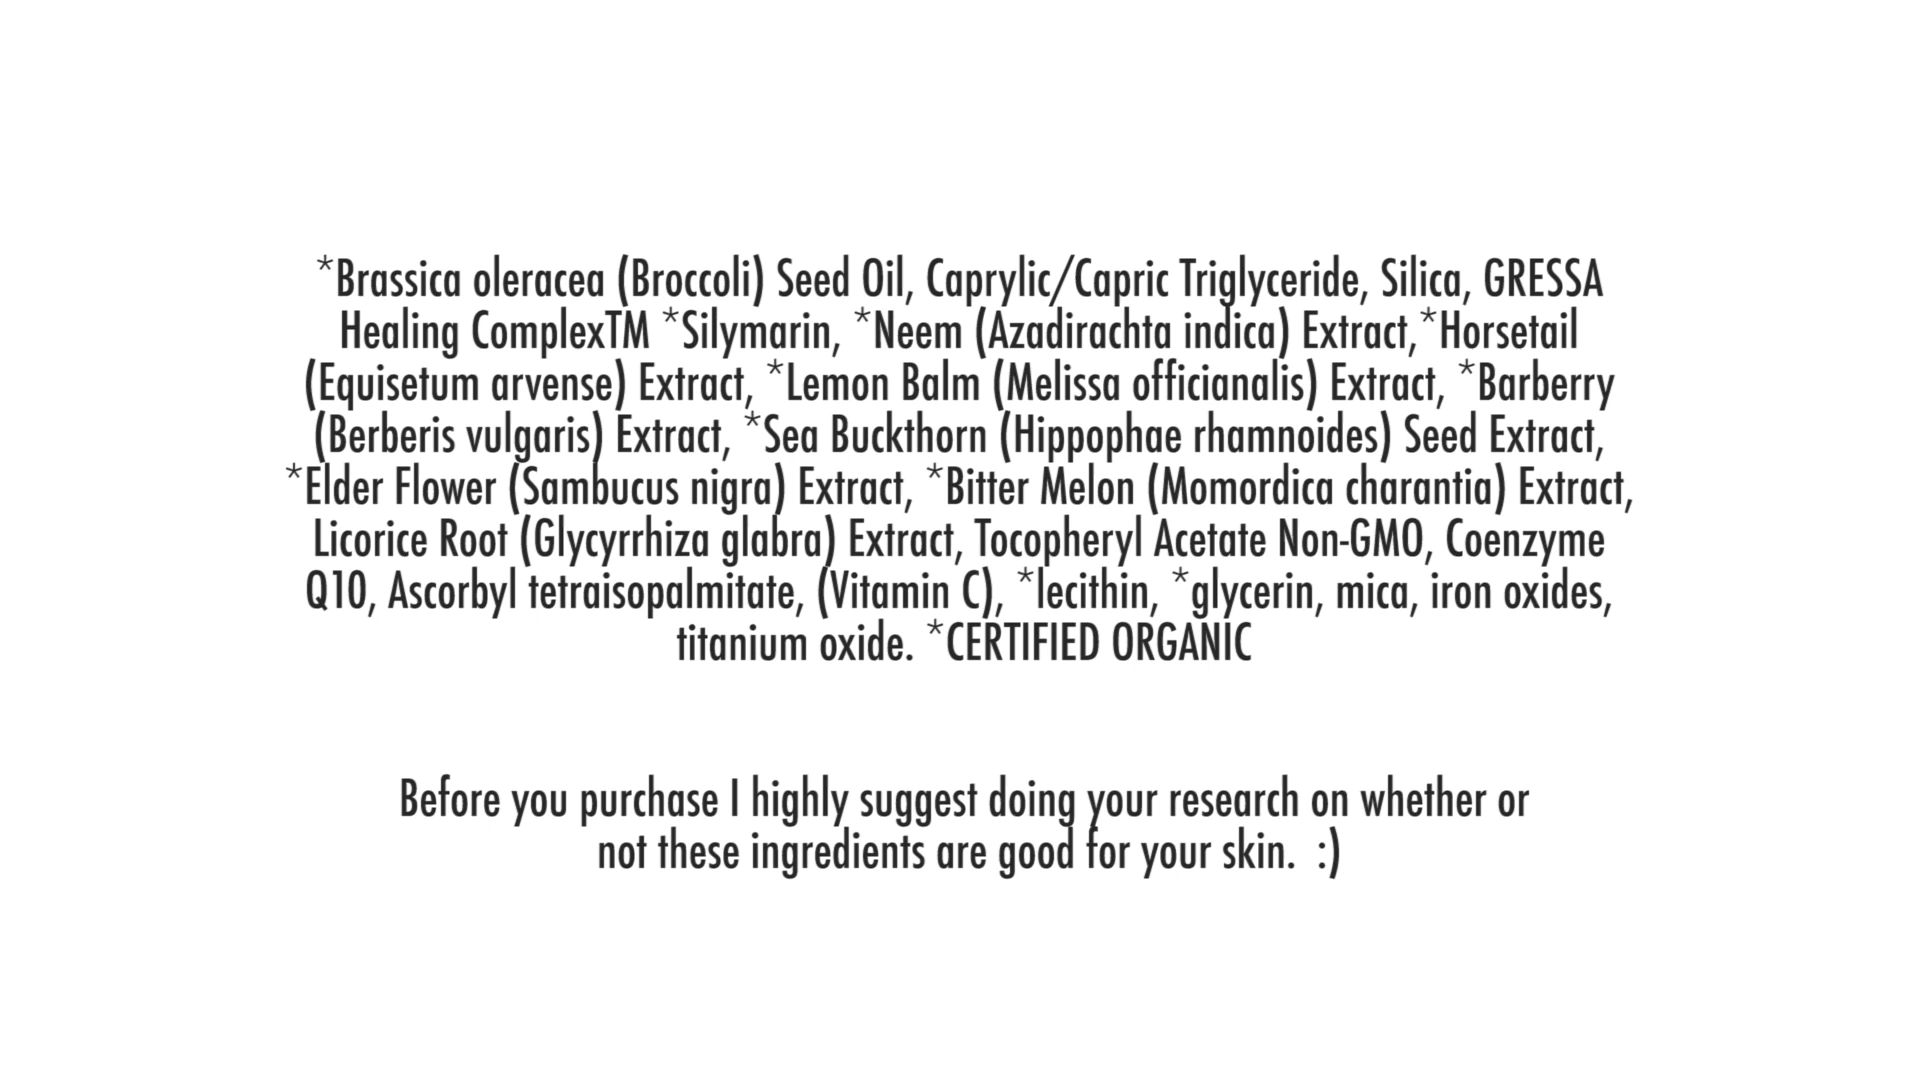 *Brassica oleracea (Broccoli) Seed Oil, Caprylic/Capric Triglyceride, Silica, GRESSA
Healing ComplexTM *Silymarin, *Neem (Azadirachta indica) Extract,*Horsetail
(Equisetum arvense) Extract, *Lemon Balm (Melissa officianalis) Extract, *Barberry
(Berberis vulgaris) Extract, *Sea Buckthorn (Hippophae rhamnoides) Seed Extract,
*Elder Flower (Sambucus nigra) Extract, *Bitter Melon (Momordica charantia) Extract,
Licorice Root (Glycyrrhiza glabra) Extract, Tocopheryl Acetate Non-GMO, Coenzyme
Q10, Ascorbyl tetraisopalmitate, (Vitamin C), *lecithin, *glycerin, mica, iron oxides,
titanium oxide. *CERTIFIED ORGANIC
Before you purchase I highly suggest doing your research on whether or
not these ingredients are good for your skin.  :)